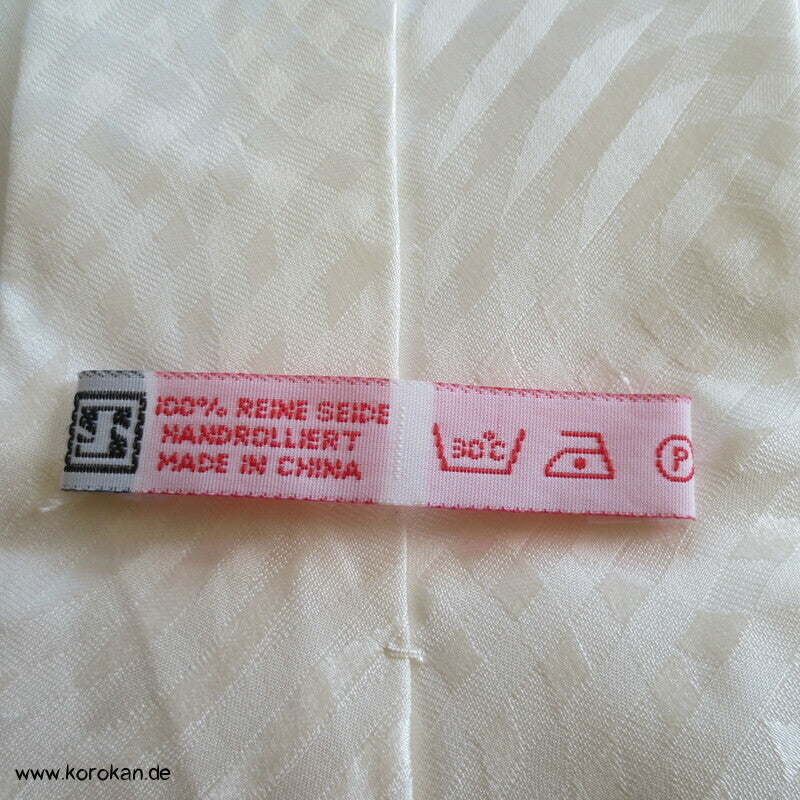 100% REINE SEIDE
HANDROLLIERT
MADE IN CHINA
30°C
P
www.korokan.de